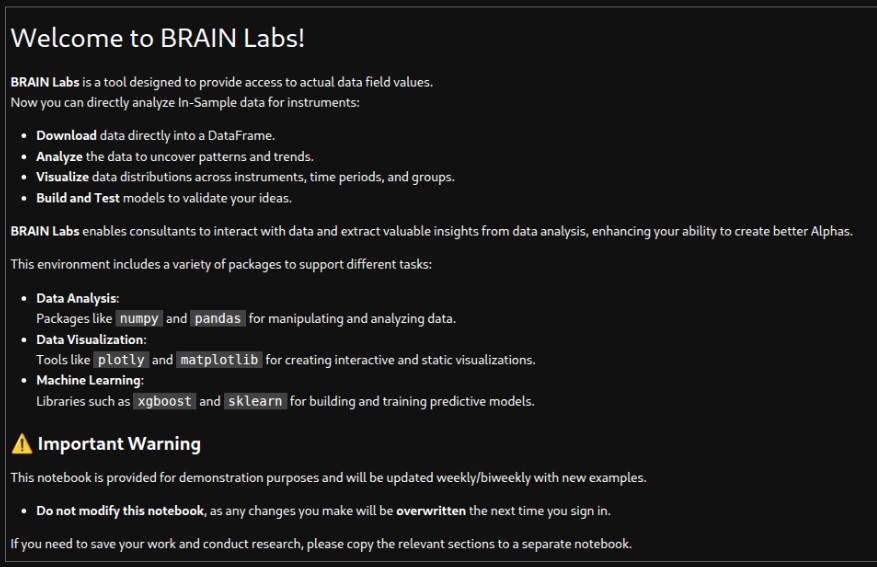 Welcome to BRAIN Labs!
BRAIN Labs is a tool designed to provide access to actual data field values.
Now you can directly analyze In-Sample data for instruments:
• Download data directly into a DataFrame.
• Analyze the data to uncover patterns and trends.
• Visualize data distributions across instruments, time periods, and groups.
• Build and Test models to validate your ideas.
BRAIN Labs enables consultants to interact with data and extract valuable insights from data analysis, enhancing your ability to create better Alphas.
This environment includes a variety of packages to support different tasks:
• Data Analysis:
Packages like numpy and pandas for manipulating and analyzing data.
• Data Visualization:
Tools like plotly and matplotlib for creating interactive and static visualizations.
• Machine Learning:
Libraries such as xgboost and sklearn for building and training predictive models.
⚠️ Important Warning
This notebook is provided for demonstration purposes and will be updated weekly/biweekly with new examples.
• Do not modify this notebook, as any changes you make will be overwritten the next time you sign in.
If you need to save your work and conduct research, please copy the relevant sections to a separate notebook.